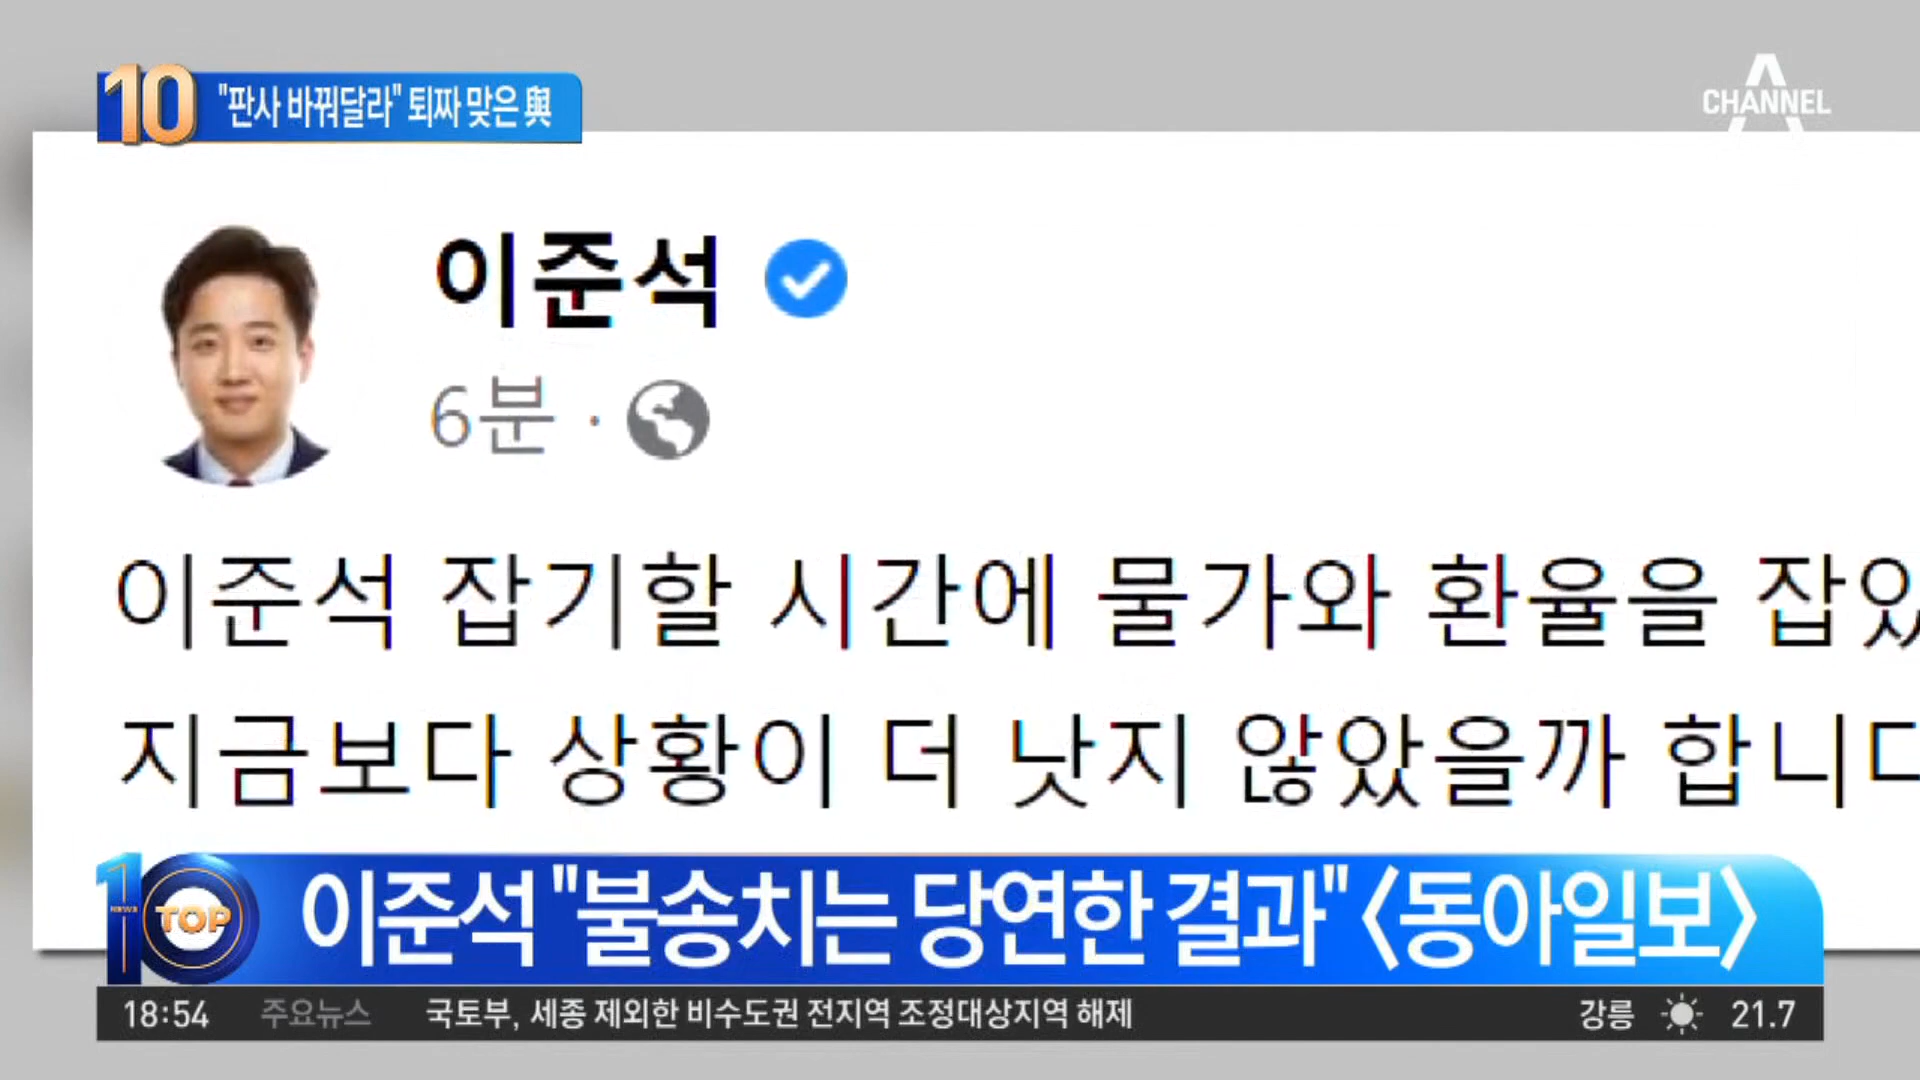 10 "판사 바꿔달라" 퇴짜 맞은 與
CHANNEL A
이준석
6분 ·
이준석 잡기할 시간에 물가와 환율을 잡았
지금보다 상황이 더 낫지 않았을까 합니다
10 NEWS TOP 이준석 "불송치는 당연한 결과" <동아일보>
18:54 주요뉴스 국토부, 세종 제외한 비수도권 전지역 조정대상지역 해제 강릉 21.7